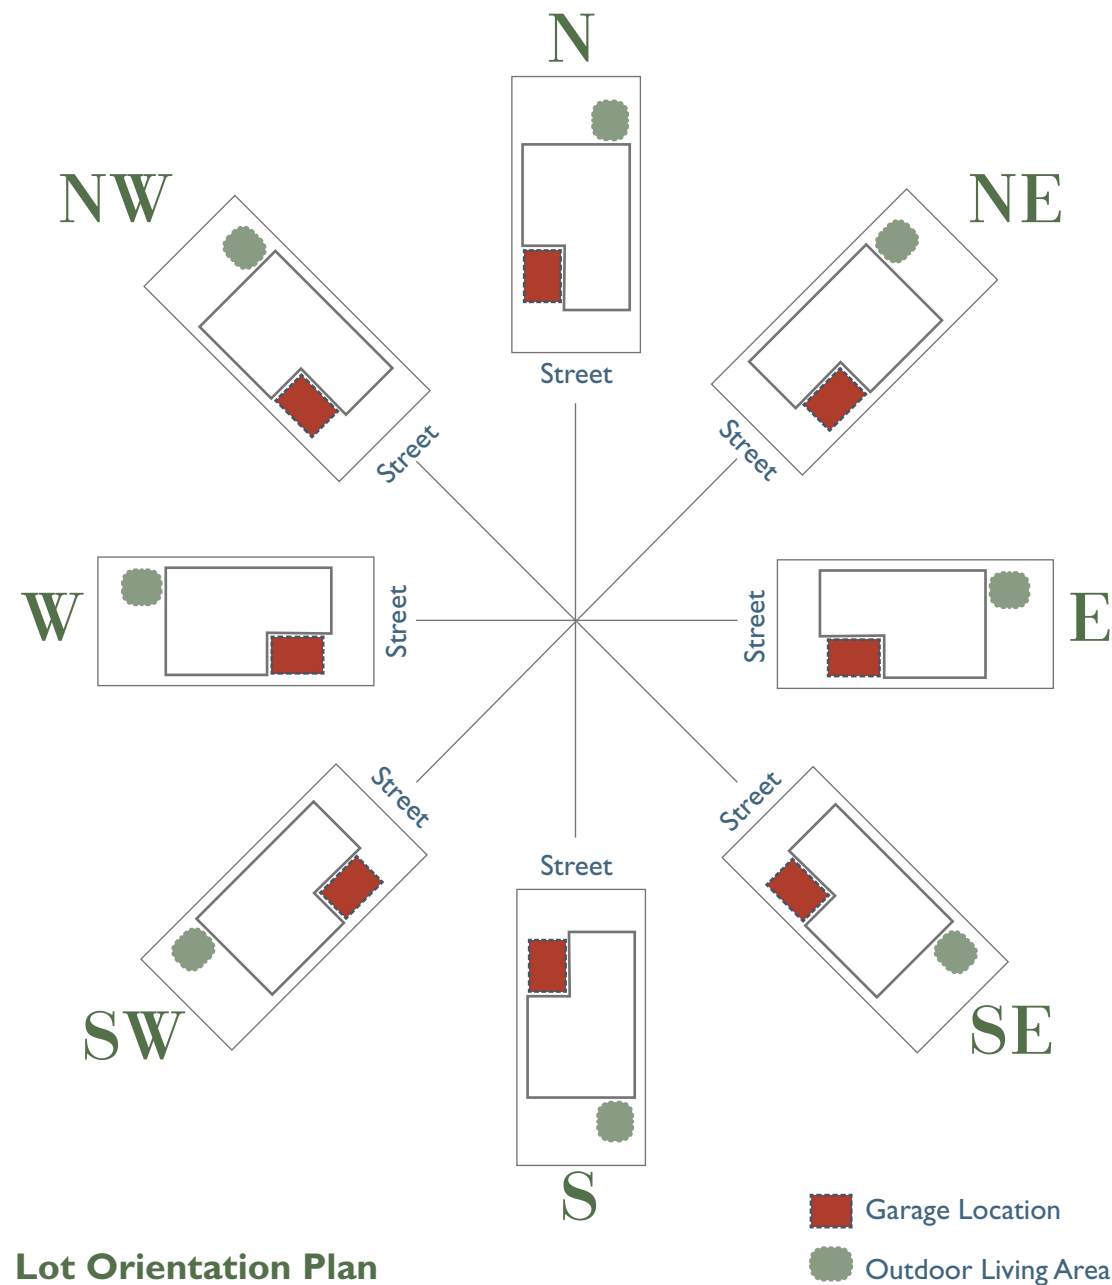 N
NW
NE
Street
Street
Street
W
Street
Street
E
Street
Street
Street
SW
SE
S
Garage Location
Lot Orientation Plan
Outdoor Living Area